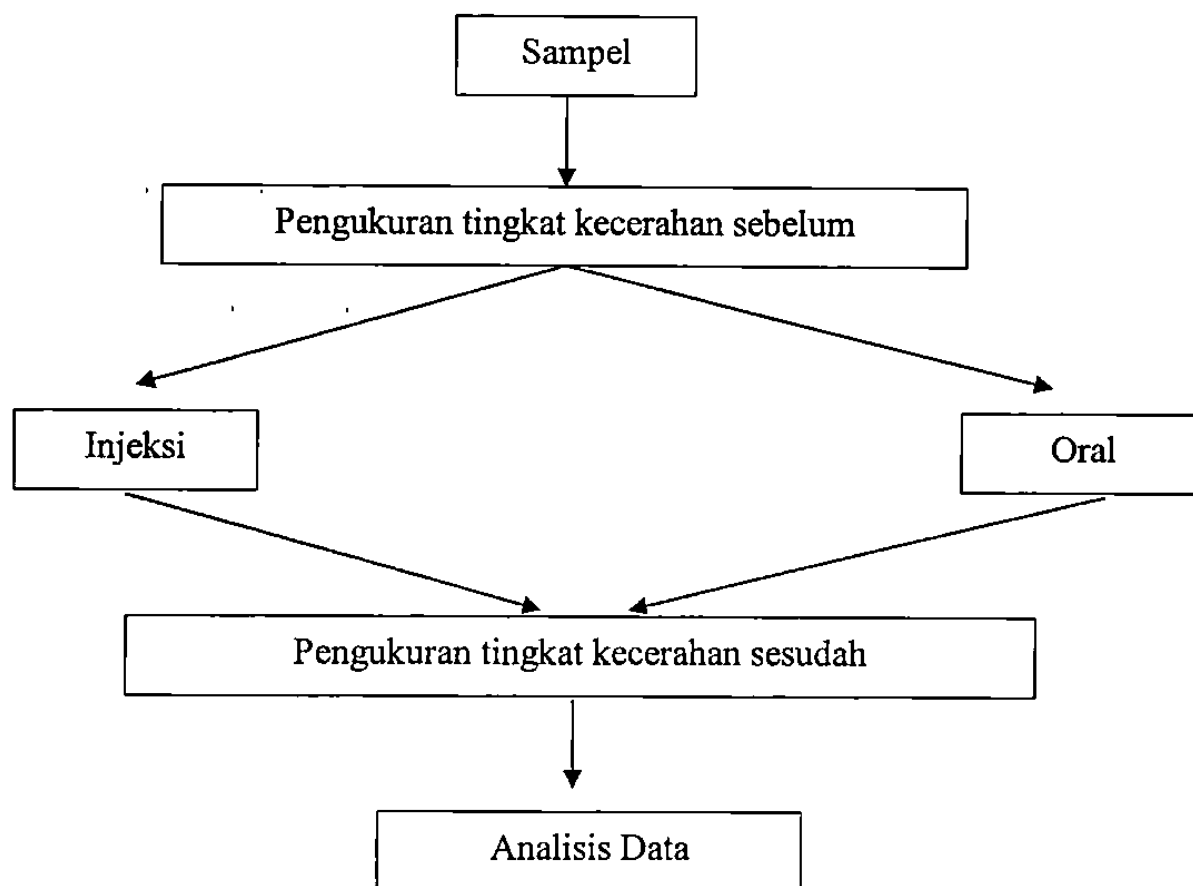 Sampel
Pengukuran tingkat kecerahan sebelum
Injeksi
Oral
Pengukuran tingkat kecerahan sesudah
Analisis Data